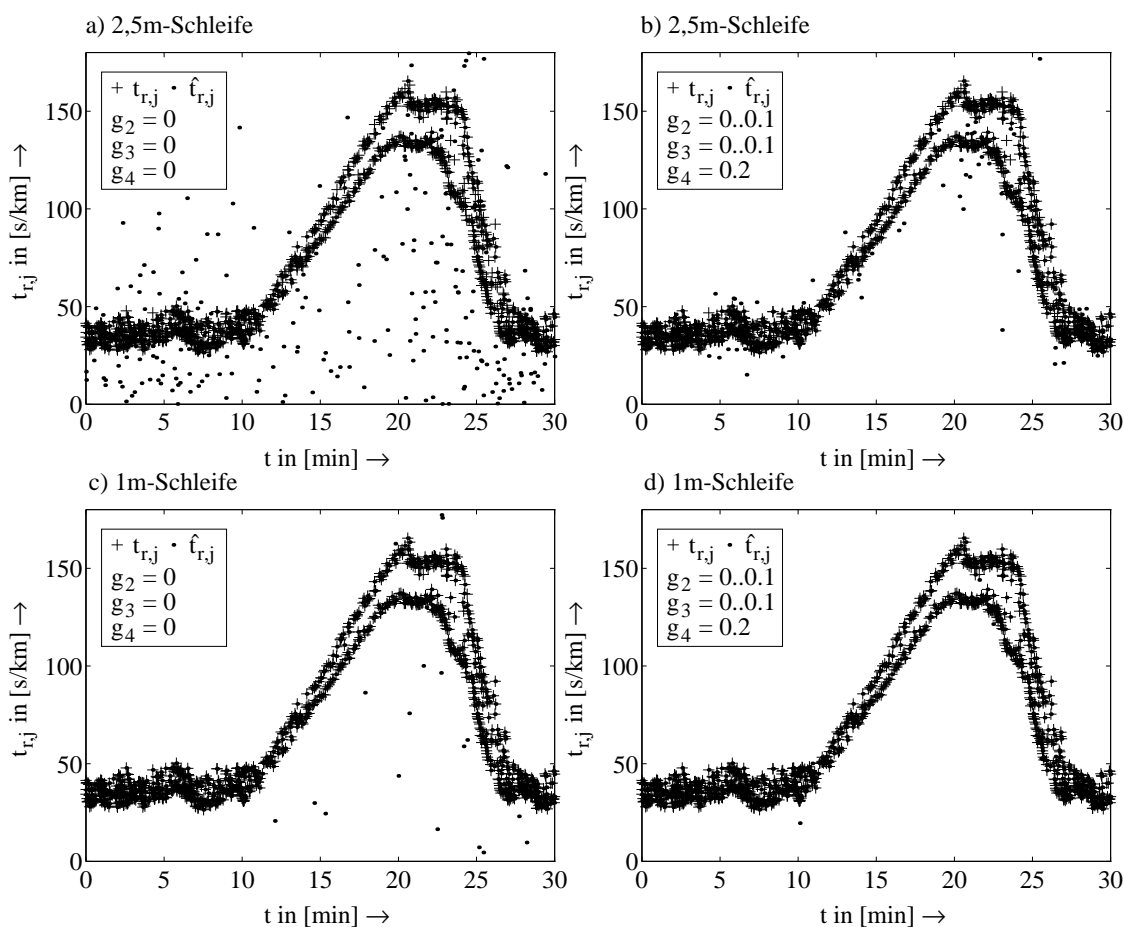 a) 2,5m-Schleife
+ t_{r,j} • t̂_{r,j}
g_2 = 0
g_3 = 0
g_4 = 0
150
100
50
0
t_{r,j} in [s/km] →
0 5 10 15 20 25 30
t in [min] →
b) 2,5m-Schleife
+ t_{r,j} • t̂_{r,j}
g_2 = 0..0.1
g_3 = 0..0.1
g_4 = 0.2
150
100
50
0
t_{r,j} in [s/km] →
0 5 10 15 20 25 30
t in [min] →
c) 1m-Schleife
+ t_{r,j} • t̂_{r,j}
g_2 = 0
g_3 = 0
g_4 = 0
150
100
50
0
t_{r,j} in [s/km] →
0 5 10 15 20 25 30
t in [min] →
d) 1m-Schleife
+ t_{r,j} • t̂_{r,j}
g_2 = 0..0.1
g_3 = 0..0.1
g_4 = 0.2
150
100
50
0
t_{r,j} in [s/km] →
0 5 10 15 20 25 30
t in [min] →